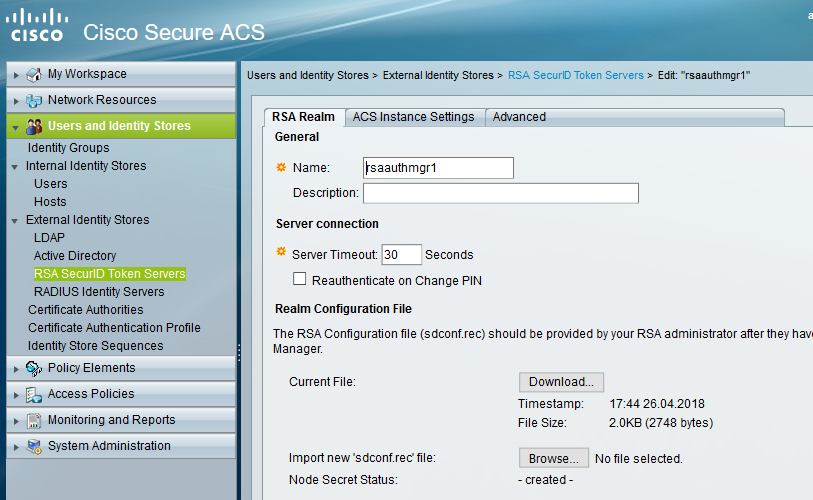 CISCO
Cisco Secure ACS
a
My Workspace
Network Resources
Users and Identity Stores
Identity Groups
Internal Identity Stores
Users
Hosts
External Identity Stores
LDAP
Active Directory
RSA SecurID Token Servers
RADIUS Identity Servers
Certificate Authorities
Certificate Authentication Profile
Identity Store Sequences
Policy Elements
Access Policies
Monitoring and Reports
System Administration
Users and Identity Stores > External Identity Stores > RSA SecurID Token Servers > Edit: "rsaauthmgr1"
RSA Realm ACS Instance Settings Advanced
General
Name: rsaauthmgr1
Description:
Server connection
Server Timeout: 30 Seconds
Reauthenticate on Change PIN
Realm Configuration File
The RSA Configuration file (sdconf.rec) should be provided by your RSA administrator after they have
Manager.
Current File: Download...
Timestamp: 17:44 26.04.2018
File Size: 2.0KB (2748 bytes)
Import new 'sdconf.rec' file: Browse... No file selected.
Node Secret Status: - created -